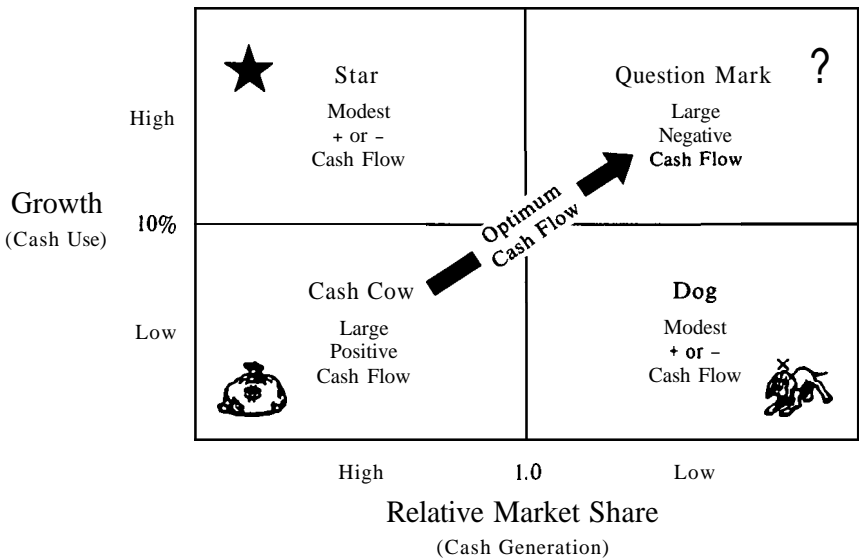 Star
Modest
+ or –
Cash Flow
Question Mark
?
Large
Negative
Cash Flow
High
Growth
(Cash Use)
10%
Optimum
Cash Flow
Cash Cow
Large
Positive
Cash Flow
Dog
Modest
+ or –
Cash Flow
Low
$
High
1.0
Low
Relative Market Share
(Cash Generation)